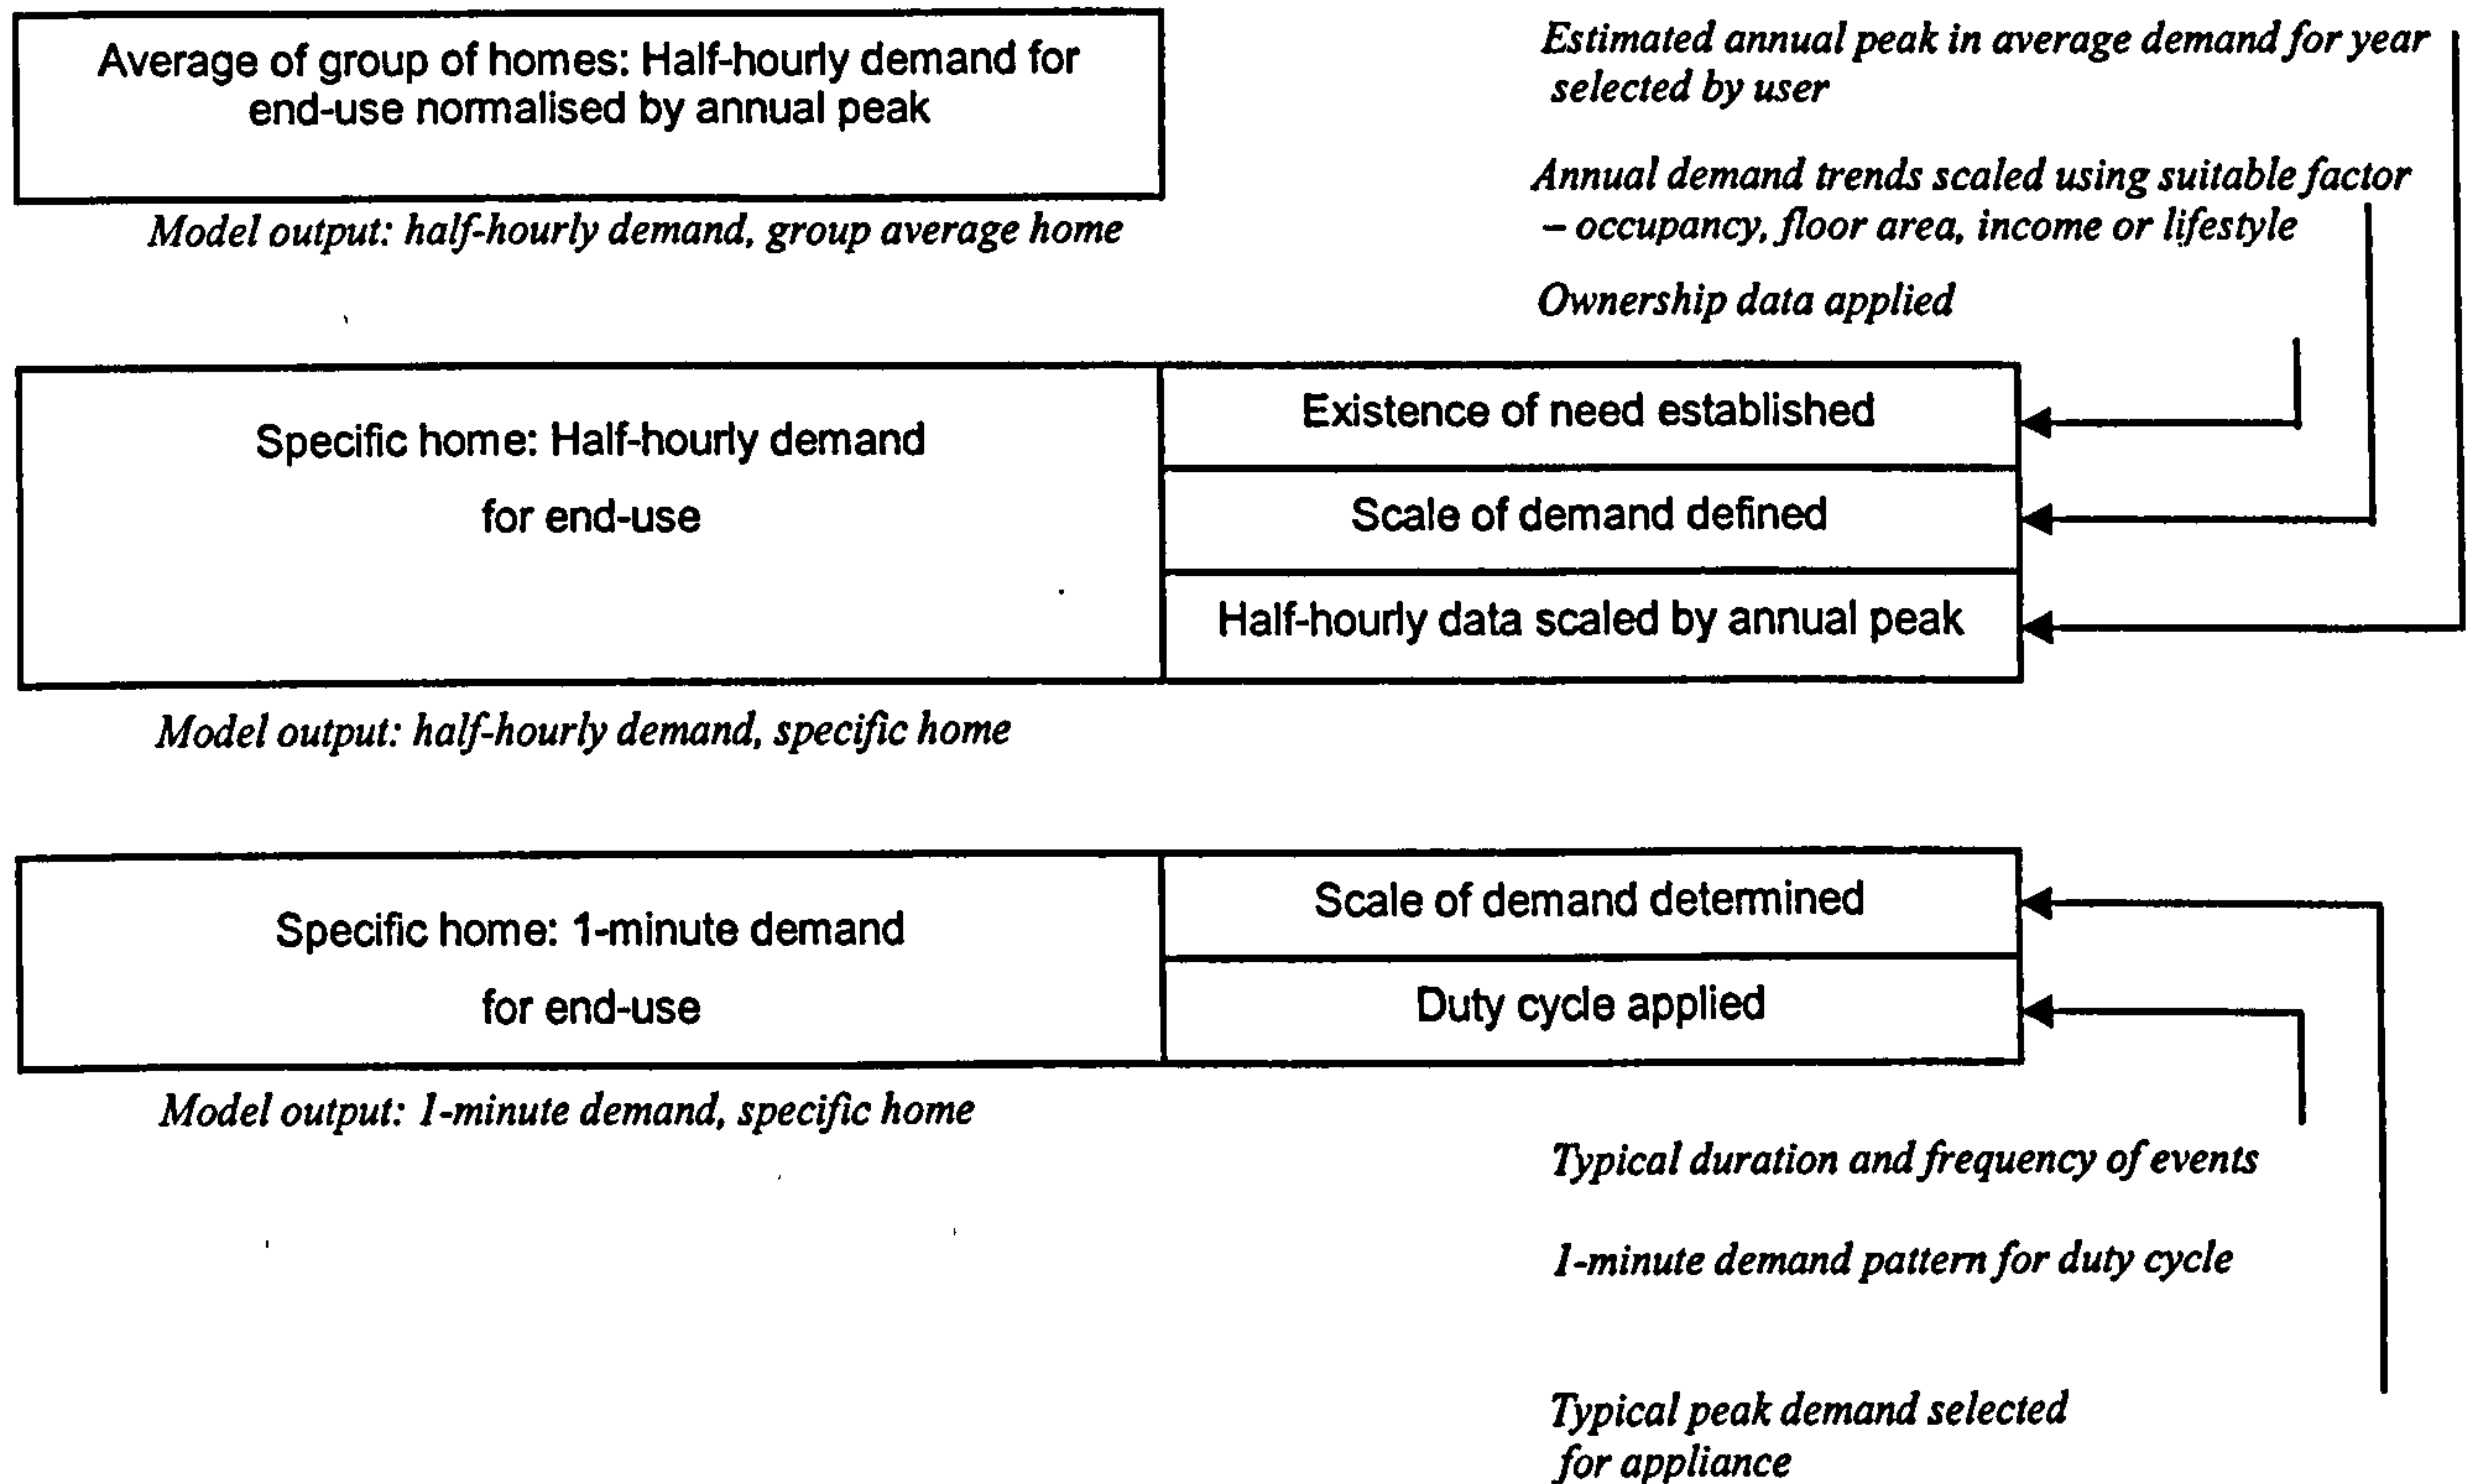 Average of group of homes: Half-hourly demand for
end-use normalised by annual peak
Model output: half-hourly demand, group average home
Estimated annual peak in average demand for year
selected by user
Annual demand trends scaled using suitable factor
– occupancy, floor area, income or lifestyle
Ownership data applied
Specific home: Half-hourly demand
for end-use
Existence of need established
Scale of demand defined
Half-hourly data scaled by annual peak
Model output: half-hourly demand, specific home
Specific home: 1-minute demand
for end-use
Scale of demand determined
Duty cycle applied
Model output: 1-minute demand, specific home
Typical duration and frequency of events
1-minute demand pattern for duty cycle
Typical peak demand selected
for appliance